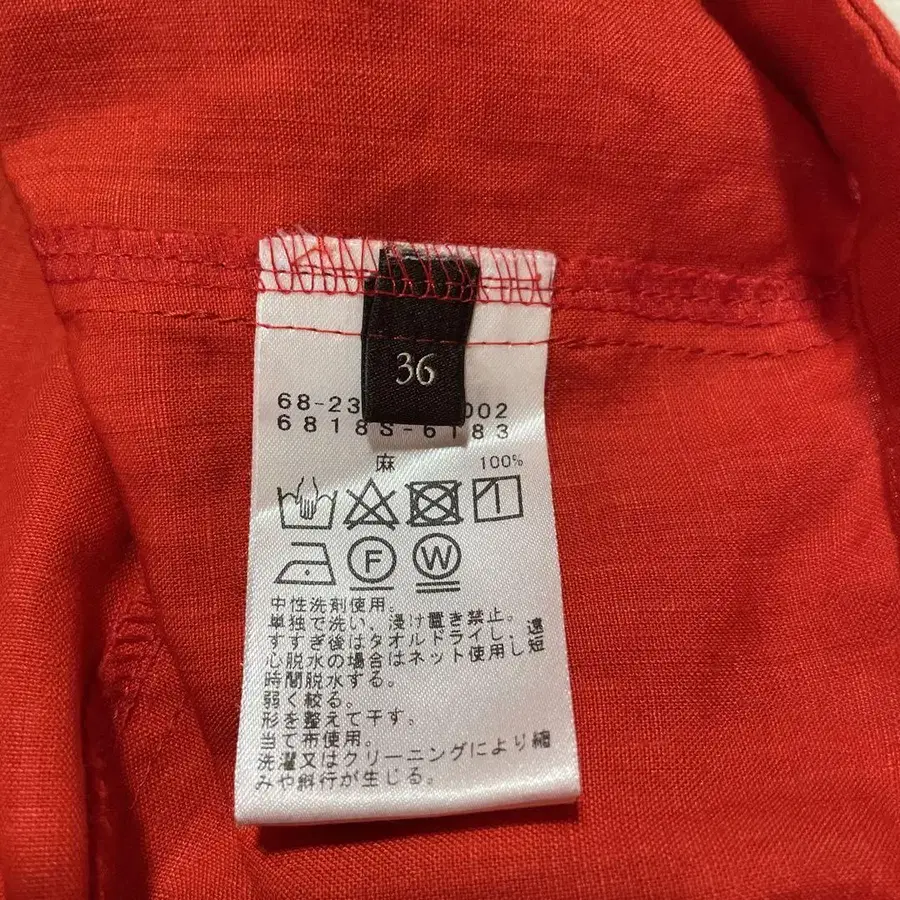 36
68-23 002
6818S-6183
麻 100%
1
F W
中性洗剤使用。
単独で洗い、浸け置き禁止。
すすぎ後はタオルドライし、遠
心脱水の場合はネット使用し短
時間脱水する。
弱く絞る。
形を整えて干す。
当て布使用。
洗濯又はクリーニングにより縮
みや斜行が生じる。